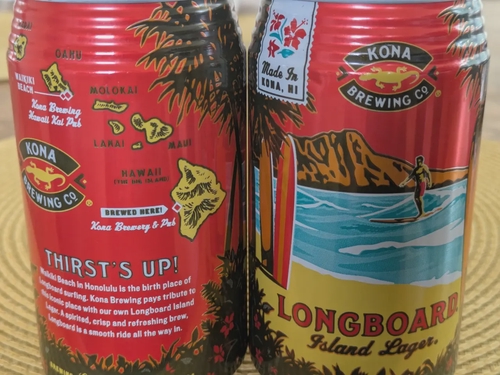 OAHU
WAIKIKI
BEACH
Kona Brewing
Hawaii Kai Pub
MOLOKAI
LANAI
MAUI
HAWAII
(THE BIG ISLAND)
KONA
BREWING CO.
BREWED HERE!
Kona Brewery & Pub
THIRST'S UP!
Waikiki Beach in Honolulu is the birth place of
longboard surfing. Kona Brewing pays tribute to
this iconic place with our own Longboard Island
Lager. A spirited, crisp and refreshing brew,
Longboard is a smooth ride all the way in.
Made In
KONA, HI
KONA
BREWING CO.
LONGBOARD
Island Lager.